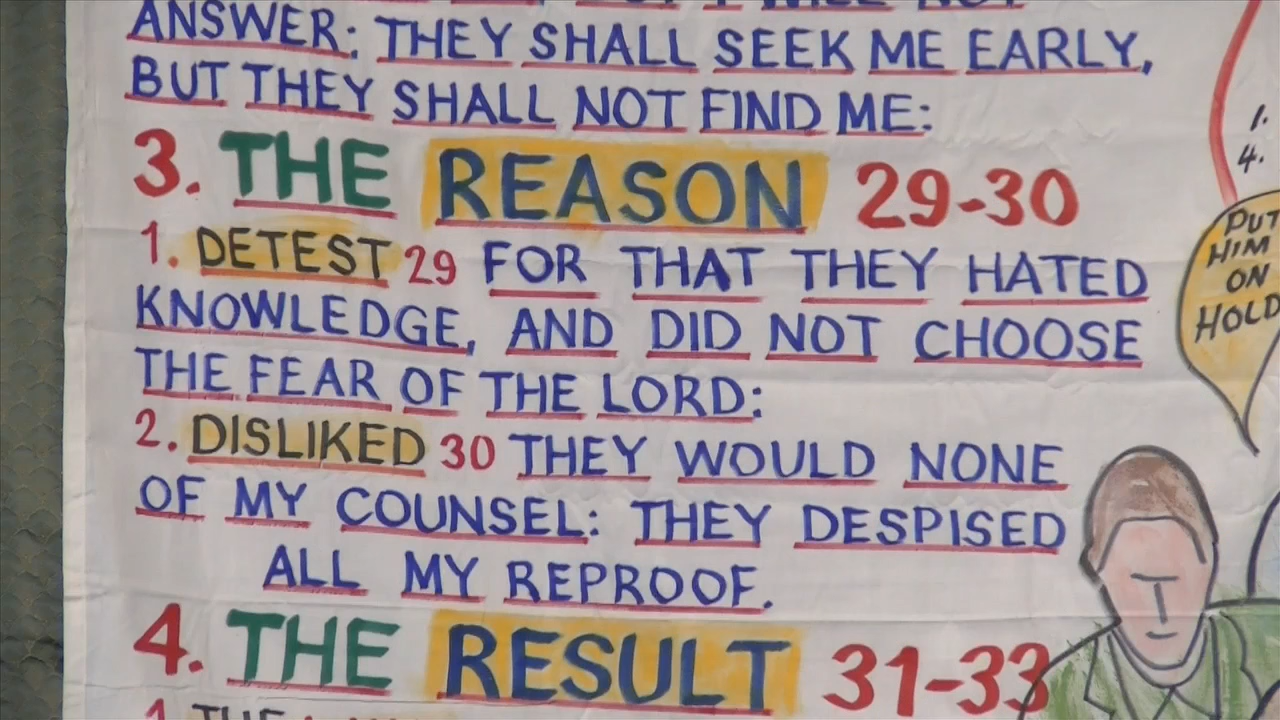 ANSWER: THEY SHALL SEEK ME EARLY,
BUT THEY SHALL NOT FIND ME:
3. THE REASON 29-30
1. DETEST 29 FOR THAT THEY HATED
KNOWLEDGE, AND DID NOT CHOOSE
THE FEAR OF THE LORD:
2. DISLIKED 30 THEY WOULD NONE
OF MY COUNSEL: THEY DESPISED
ALL MY REPROOF.
4. THE RESULT 31-33
1. THE
1.
4.
PUT
HIM
ON
HOLD